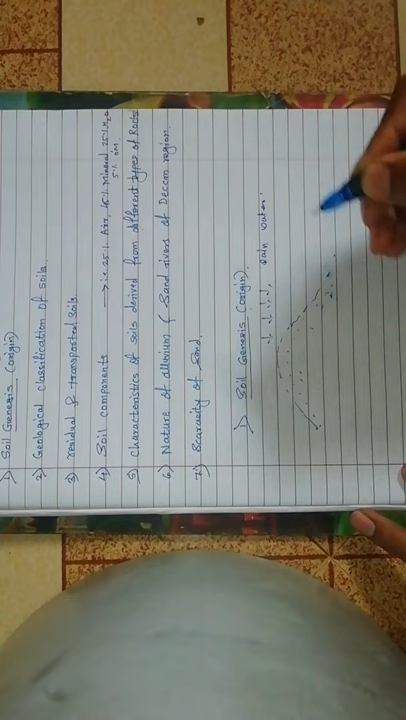 1) Soil Genesis (origin)
2) Geological classification of soils.
3) residual & transported soils
4) Soil components → i.e 25%. Air, 45%. Mineral 25%. H2O
5%. OM.
5) characteristics of soils derived from different types of Rocks
6) Nature of alluvium & Sand rivers of Deccan region.
7) Scaracity of Sand.
1) Soil Genesis (origin)
rain water.